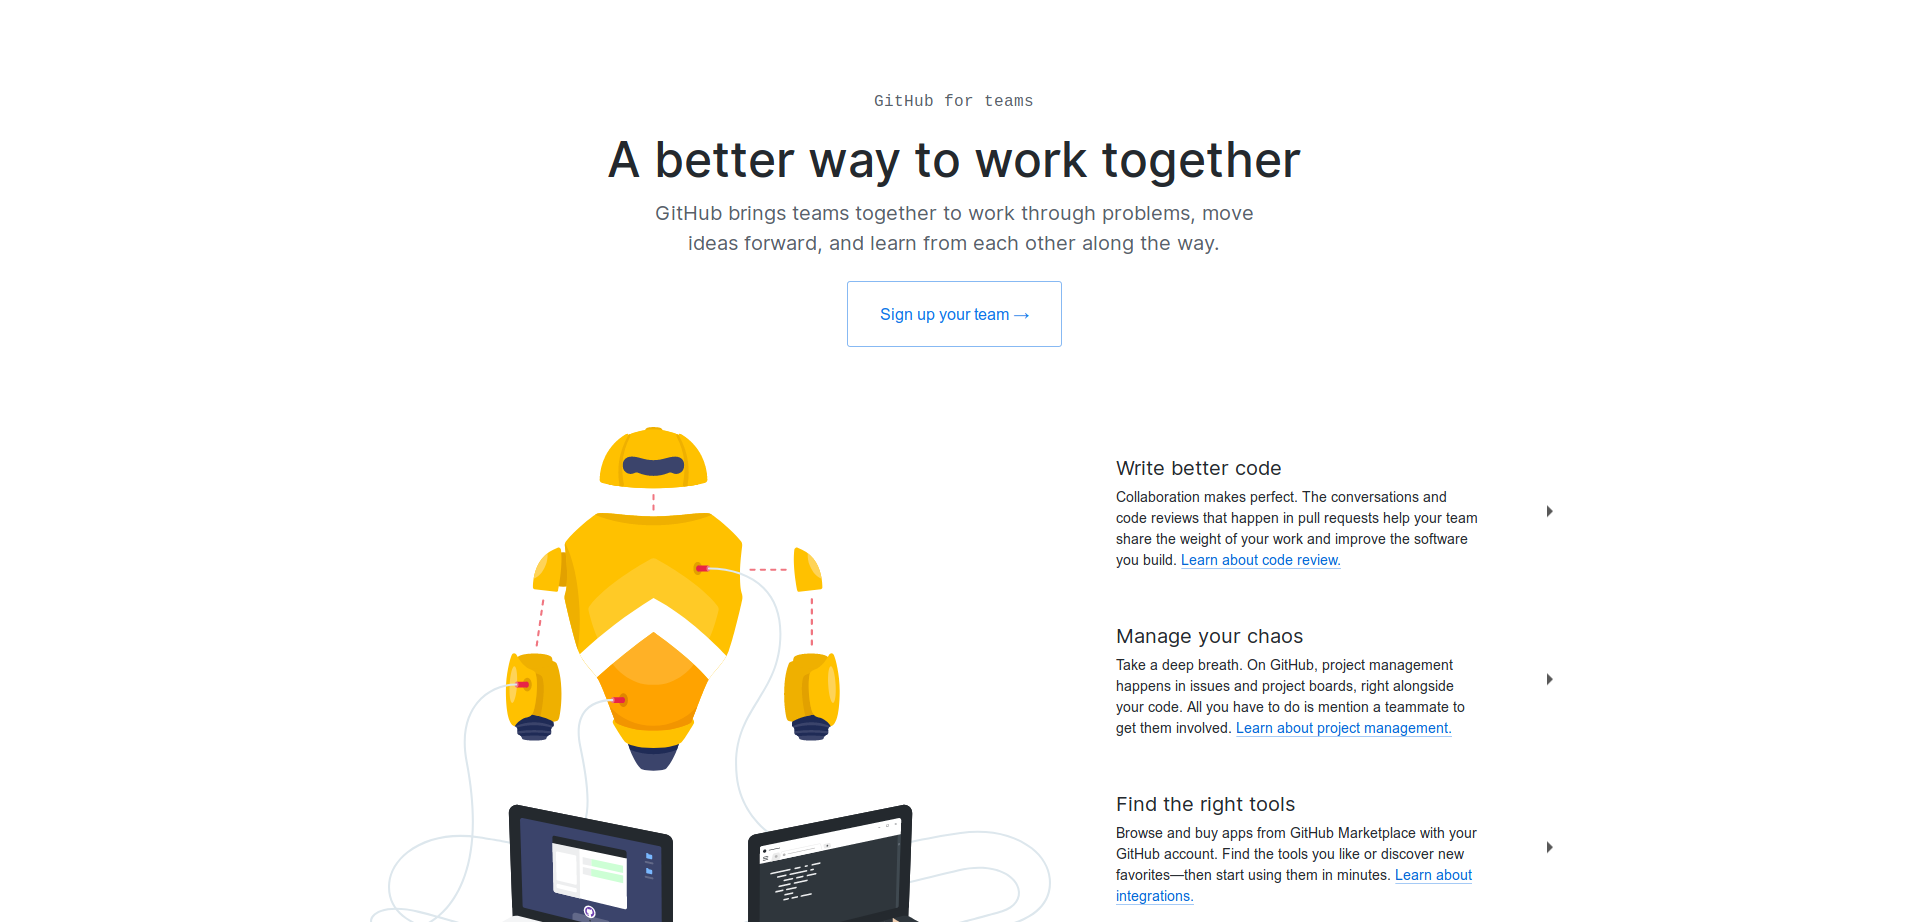 GitHub for teams
A better way to work together
GitHub brings teams together to work through problems, move
ideas forward, and learn from each other along the way.
Sign up your team →
Write better code
Collaboration makes perfect. The conversations and
code reviews that happen in pull requests help your team
share the weight of your work and improve the software
you build. Learn about code review.
Manage your chaos
Take a deep breath. On GitHub, project management
happens in issues and project boards, right alongside
your code. All you have to do is mention a teammate to
get them involved. Learn about project management.
Find the right tools
Browse and buy apps from GitHub Marketplace with your
GitHub account. Find the tools you like or discover new
favorites—then start using them in minutes. Learn about
integrations.